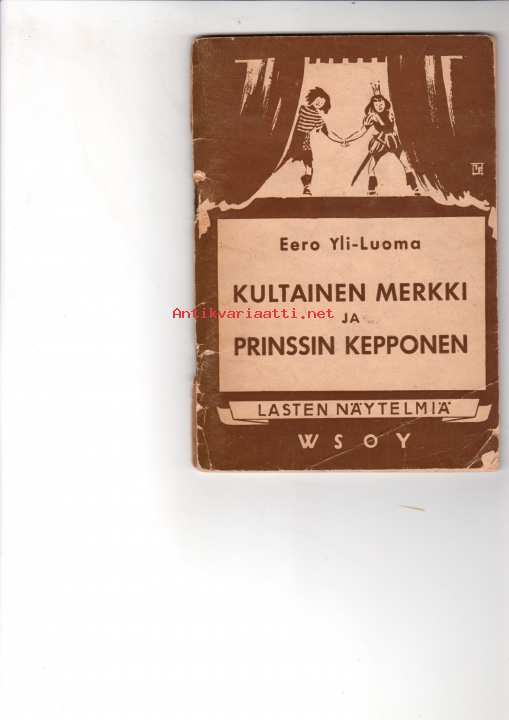 Eero Yli-Luoma
KULTAINEN MERKKI
Antikvariaatti.net
JA
PRINSSIN KEPPONEN
LASTEN NÄYTELMIÄ
WSOY